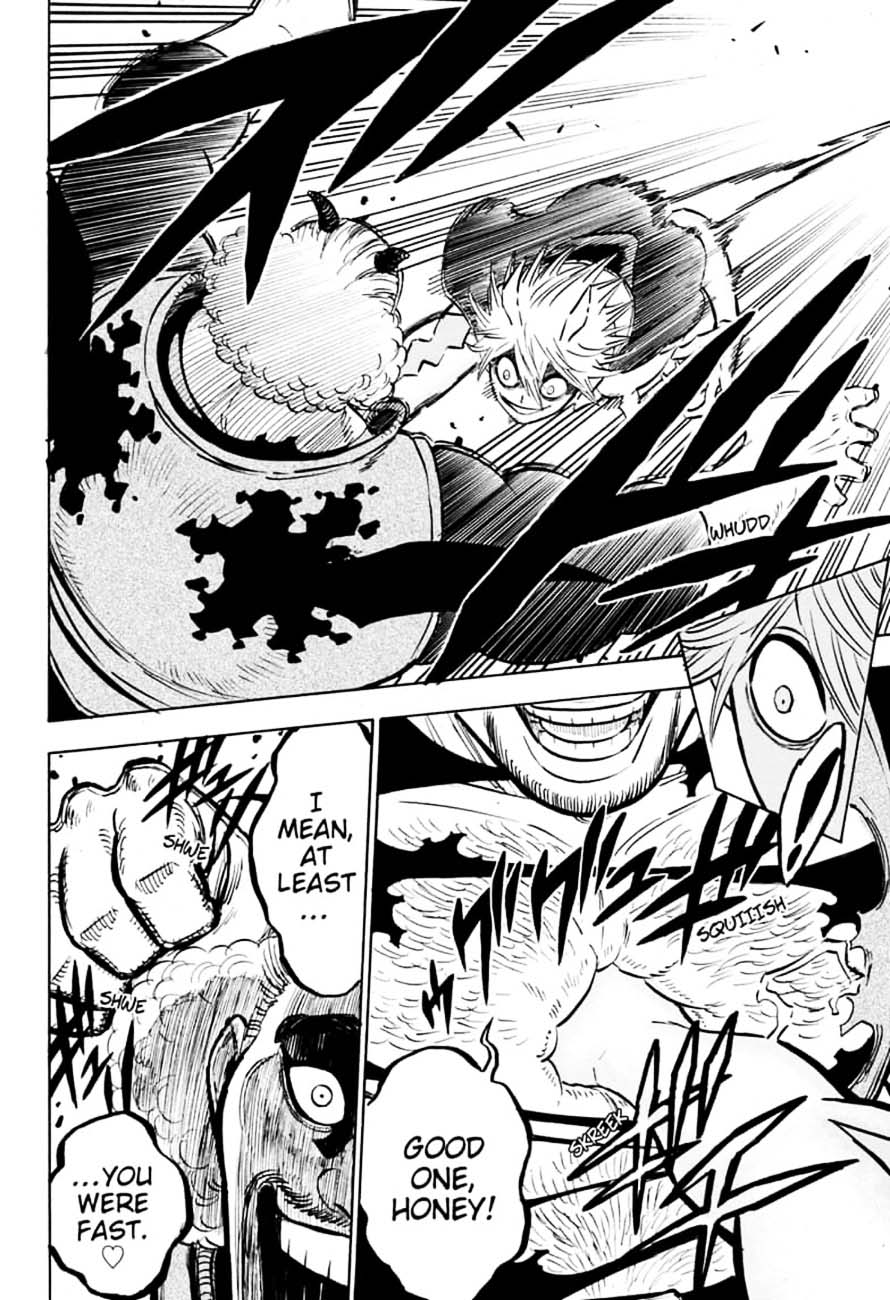 WHUDD
SQUIIISH
SKREEK
GOOD
ONE,
HONEY!
I
MEAN,
AT
LEAST
...
SHWE
SHWE
...YOU
WERE
FAST.
♡